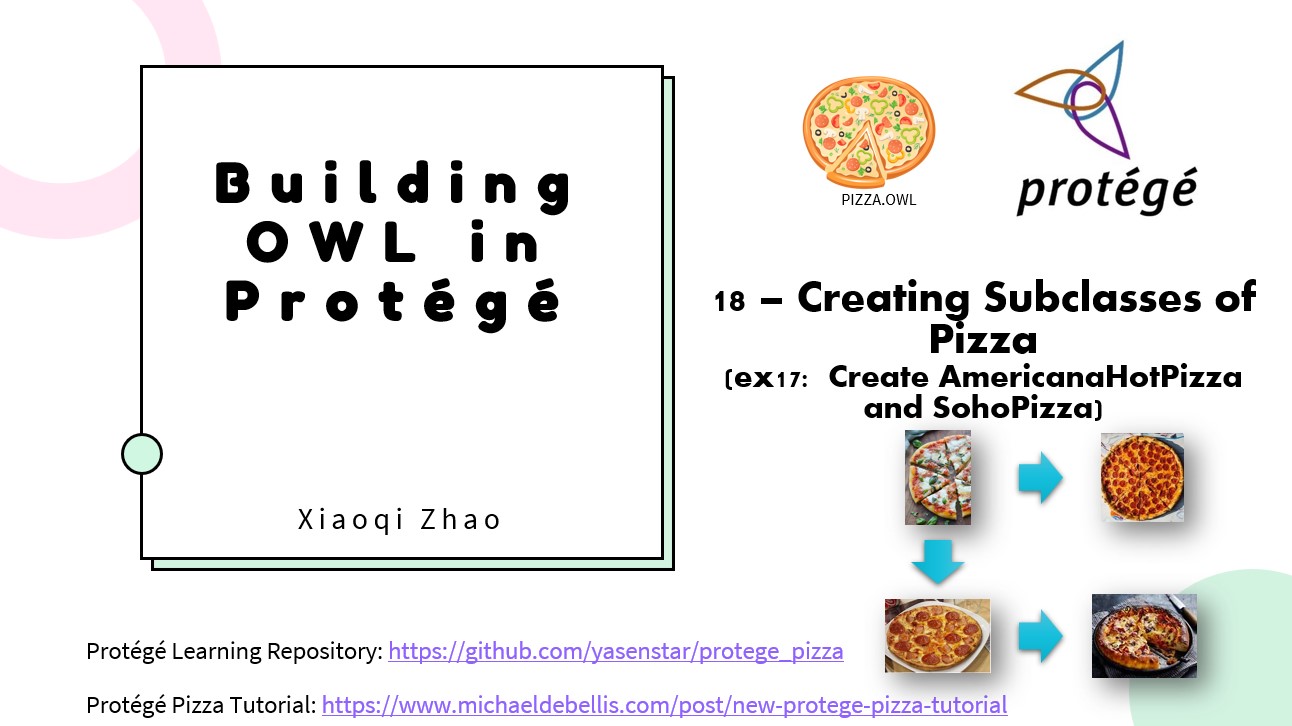 Building
OWL in
Protégé
Xiaoqi Zhao
PIZZA.OWL
protégé
18 – Creating Subclasses of
Pizza
(ex17: Create AmericanaHotPizza
and SohoPizza)
Protégé Learning Repository: https://github.com/yasenstar/protege_pizza
Protégé Pizza Tutorial: https://www.michaeldebellis.com/post/new-protege-pizza-tutorial